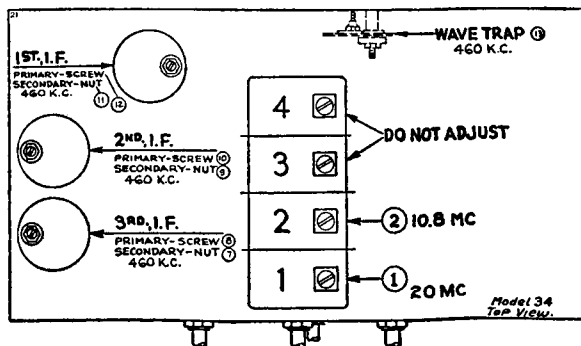 21
1ST., I.F.
PRIMARY-SCREW
SECONDARY-NUT
460 K.C.
11 12
2ND, I.F.
PRIMARY-SCREW 10
SECONDARY-NUT 9
460 K.C.
3RD, I.F.
PRIMARY-SCREW 8
SECONDARY-NUT 7
460 K.C.
WAVE TRAP 13
460 K.C.
4
3
DO NOT ADJUST
2
2 10.8 MC
1
1 20 MC
Model 34
Top View.